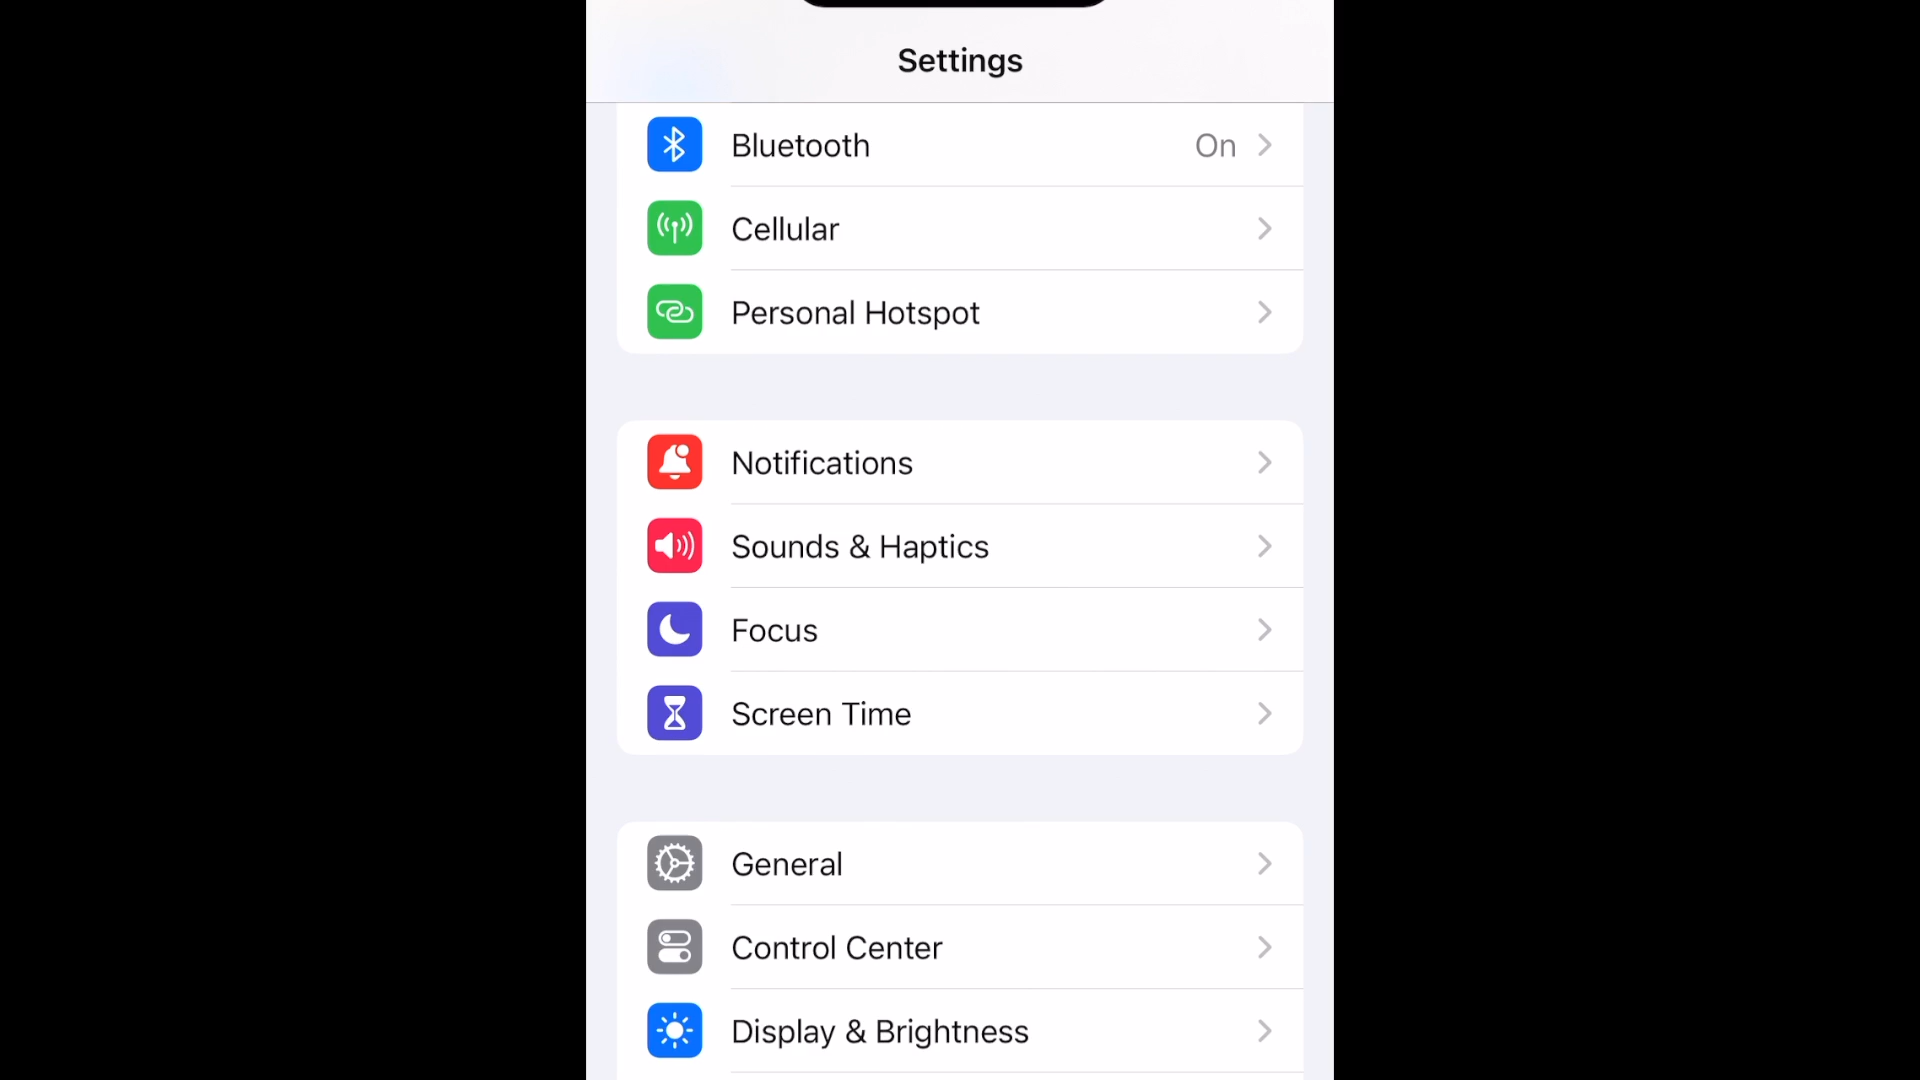 Settings
Bluetooth On
Cellular
Personal Hotspot
Notifications
Sounds & Haptics
Focus
Screen Time
General
Control Center
Display & Brightness